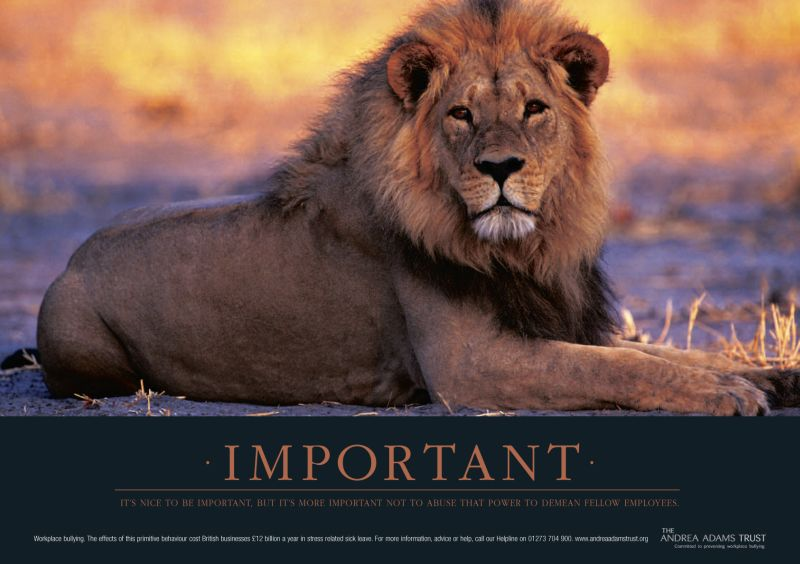 · IMPORTANT ·
IT'S NICE TO BE IMPORTANT, BUT IT'S MORE IMPORTANT NOT TO ABUSE THAT POWER TO DEMEAN FELLOW EMPLOYEES.
Workplace bullying. The effects of this primitive behaviour cost British businesses £12 billion a year in stress related sick leave. For more information, advice or help, call our Helpline on 01273 704 900. www.andreaadamstrust.org
THE
ANDREA ADAMS TRUST
Committed to preventing workplace bullying.